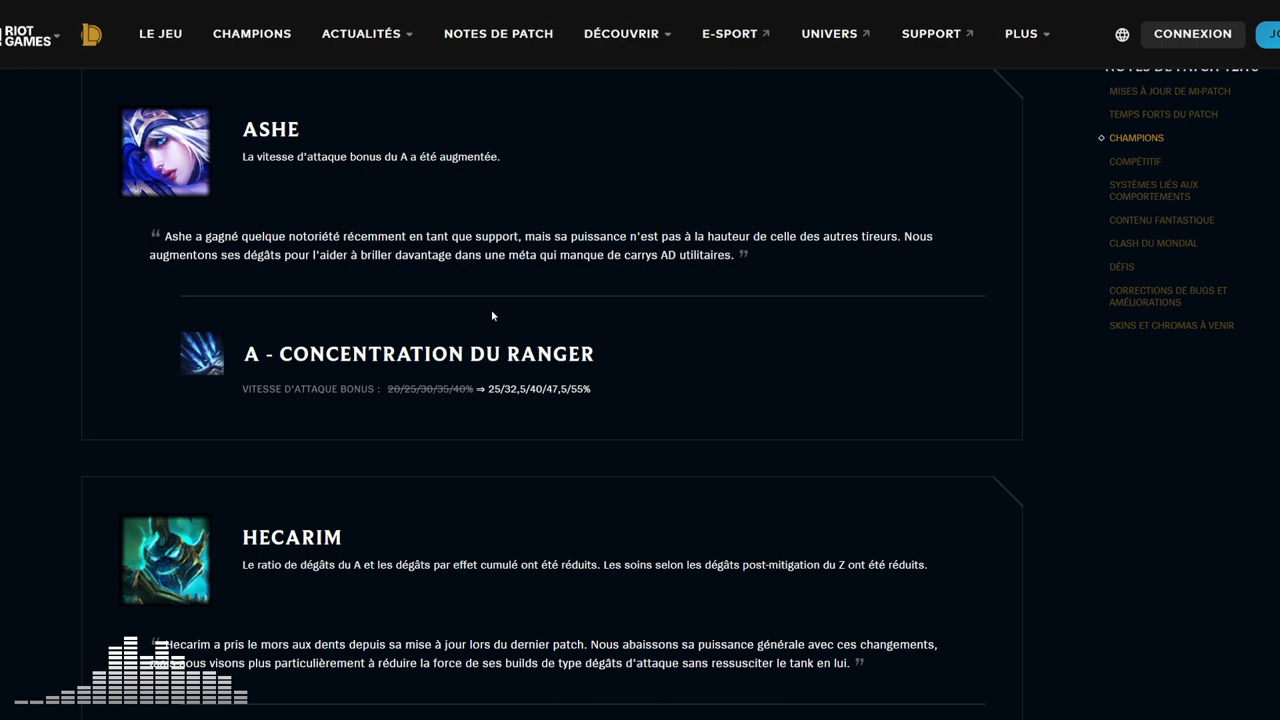 RIOT GAMES
LE JEU CHAMPIONS ACTUALITÉS NOTES DE PATCH DÉCOUVRIR E-SPORT UNIVERS SUPPORT PLUS CONNEXION
ASHE
La vitesse d'attaque bonus du A a été augmentée.
❝ Ashe a gagné quelque notoriété récemment en tant que support, mais sa puissance n'est pas à la hauteur de celle des autres tireurs. Nous
augmentons ses dégâts pour l'aider à briller davantage dans une méta qui manque de carrys AD utilitaires. ❞
A - CONCENTRATION DU RANGER
VITESSE D'ATTAQUE BONUS : 20/25/30/35/40% ⇒ 25/32,5/40/47,5/55%
HECARIM
Le ratio de dégâts du A et les dégâts par effet cumulé ont été réduits. Les soins selon les dégâts post-mitigation du Z ont été réduits.
❝ Hecarim a pris le mors aux dents depuis sa mise à jour lors du dernier patch. Nous abaissons sa puissance générale avec ces changements,
nous visons plus particulièrement à réduire la force de ses builds de type dégâts d'attaque sans ressusciter le tank en lui. ❞
MISES À JOUR DE MI-PATCH
TEMPS FORTS DU PATCH
CHAMPIONS
COMPÉTITIF
SYSTÈMES LIÉS AUX
COMPORTEMENTS
CONTENU FANTASTIQUE
CLASH DU MONDIAL
DÉFIS
CORRECTIONS DE BUGS ET
AMÉLIORATIONS
SKINS ET CHROMAS À VENIR